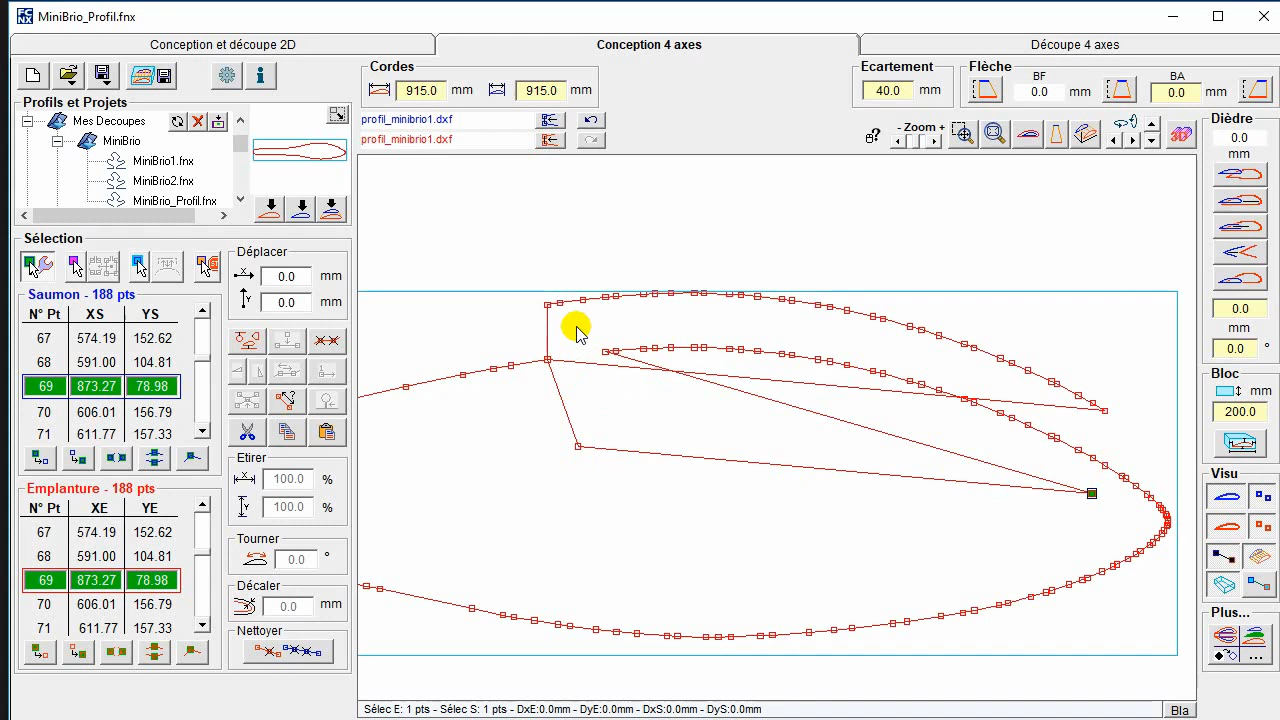 FC NX MiniBrio_Profil.fnx
Conception et découpe 2D
Conception 4 axes
Découpe 4 axes
Cordes
915.0 mm 915.0 mm
Ecartement
40.0 mm
Flèche
BF
0.0 mm
BA
0.0 mm
Profils et Projets
Mes Decoupes
MiniBrio
MiniBrio1.fnx
MiniBrio2.fnx
MiniBrio_Profil.fnx
profil_minibrio1.dxf
profil_minibrio1.dxf
- Zoom +
3D
Dièdre
0.0
mm
0.0
mm
0.0 °
Bloc
mm
200.0
Visu
Plus...
...
Sélection
Saumon - 188 pts
N° Pt XS YS
67 574.19 152.62
68 591.00 104.81
69 873.27 78.98
70 606.01 156.79
71 611.77 157.33
Emplanture - 188 pts
N° Pt XE YE
67 574.19 152.62
68 591.00 104.81
69 873.27 78.98
70 606.01 156.79
71 611.77 157.33
Déplacer
X 0.0 mm
Y 0.0 mm
Etirer
X 100.0 %
Y 100.0 %
Tourner
0.0 °
Décaler
0.0 mm
Nettoyer
Sélec E: 1 pts - Sélec S: 1 pts - DxE:0.0mm - DyE:0.0mm - DxS:0.0mm - DyS:0.0mm
Bla